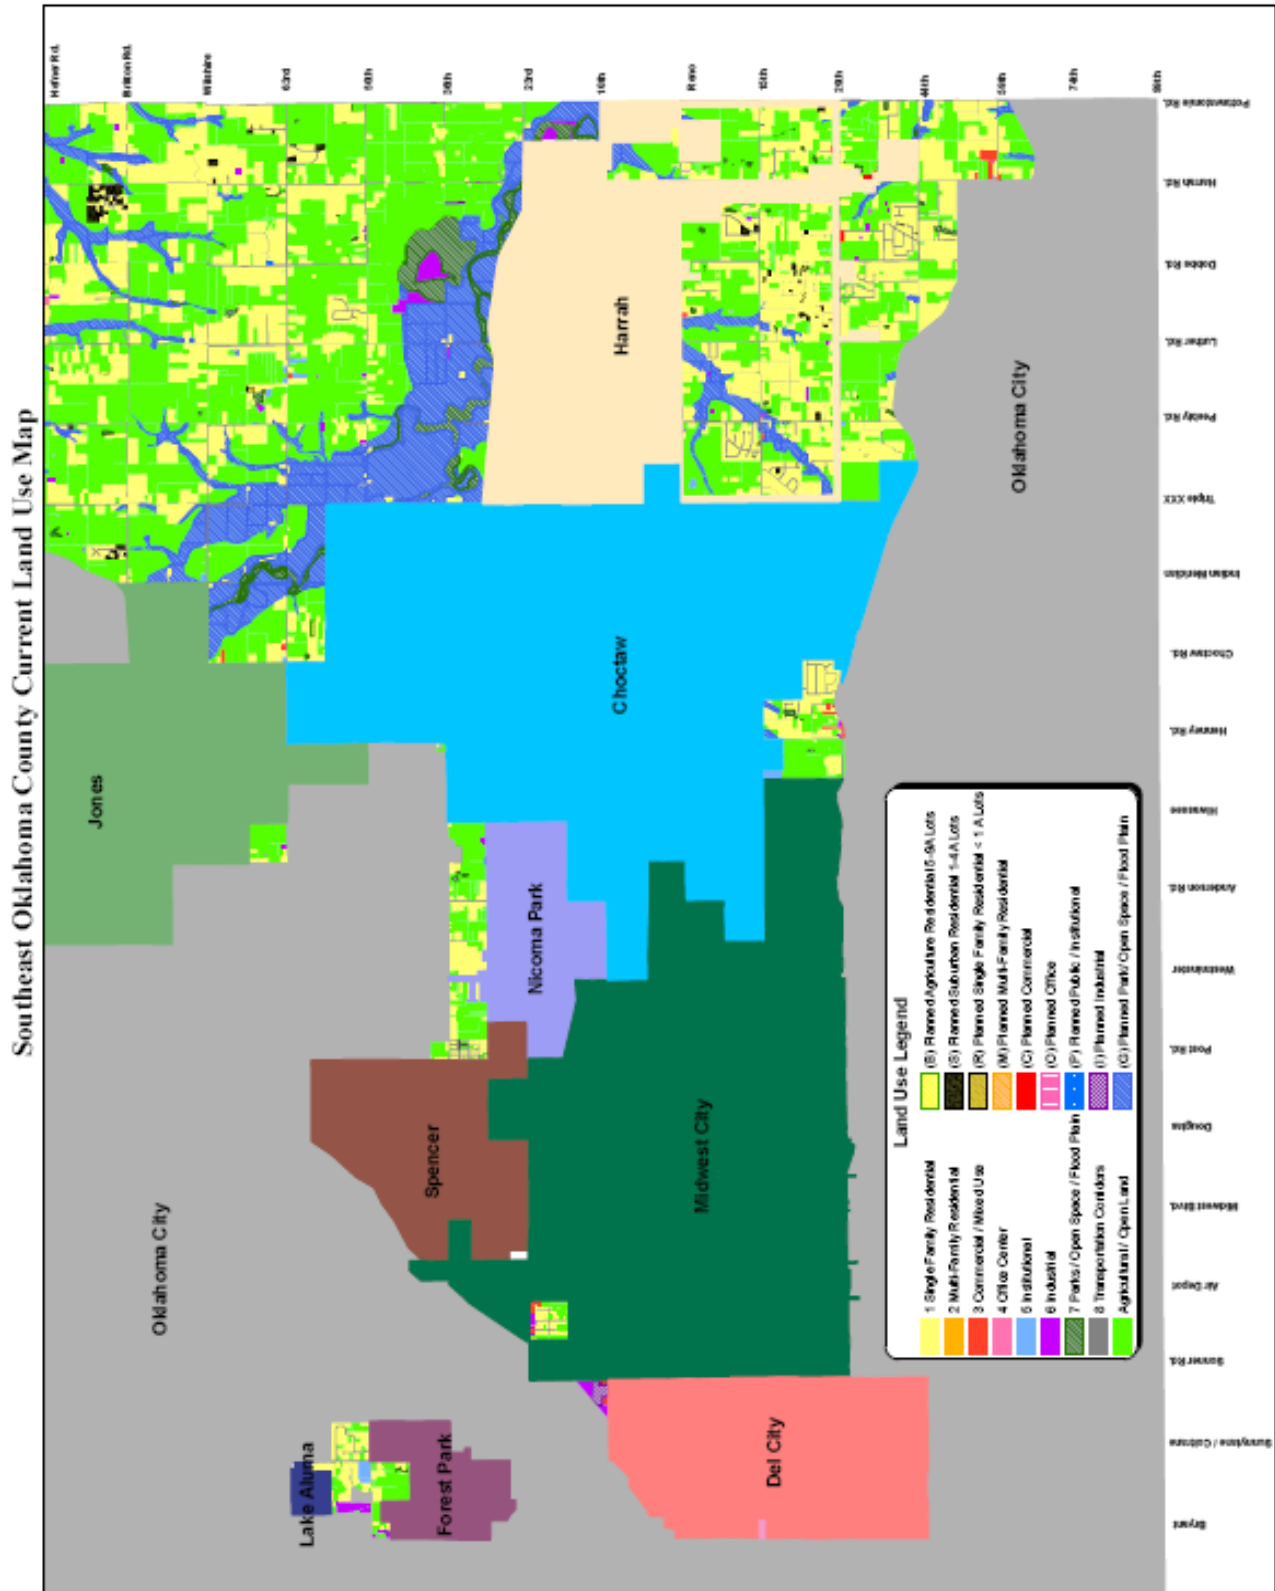 Southeast Oklahoma County Current Land Use Map
Hefner Rd.
Britton Rd.
Wilshire
63rd
50th
36th
23rd
10th
Reno
15th
29th
44th
59th
74th
89th
Pottawatomie Rd.
Harrah Rd.
Dobbs Rd.
Luther Rd.
Peebly Rd.
Triple XXX
Indian Meridian
Choctaw Rd.
Henney Rd.
Hiwassee
Anderson Rd.
Westminster
Post Rd.
Douglas
Midwest Blvd.
Air Depot
Sooner Rd.
Sunnylane / Coltrane
Bryant
Jones
Harrah
Oklahoma City
Choctaw
Nicoma Park
Oklahoma City
Spencer
Midwest City
Lake Aluma
Forest Park
Del City
Land Use Legend
1 Single Family Residential
2 Multi-Family Residential
3 Commercial / Mixed Use
4 Office Center
5 Institutional
6 Industrial
7 Parks / Open Space / Flood Plain
8 Transportation Corridors
Agricultural / Open Land
(B) Planned Agriculture Residential 5-9A Lots
(S) Planned Suburban Residential 1-4A Lots
(R) Planned Single Family Residential < 1 A Lots
(M) Planned Multi-Family Residential
(C) Planned Commercial
(O) Planned Office
(P) Planned Public / Institutional
(I) Planned Industrial
(G) Planned Park / Open Space / Flood Plain